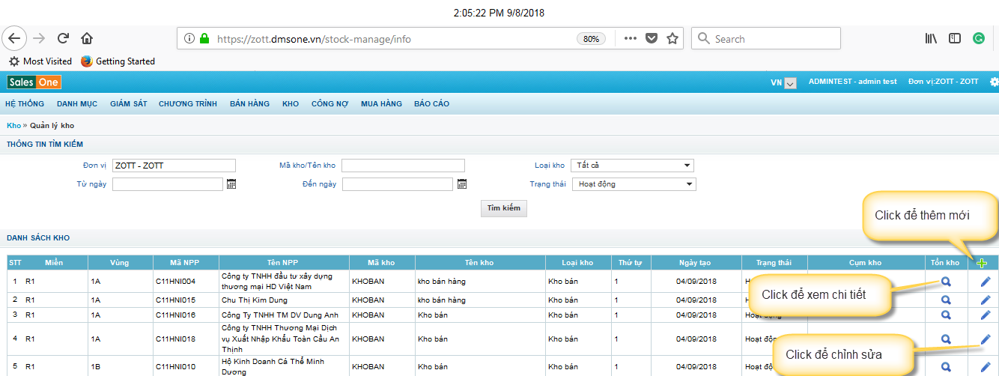 2:05:22 PM 9/8/2018
https://zott.dmsone.vn/stock-manage/info 80% Search
Most Visited Getting Started
Sales One VN ADMINTEST - admin test Đơn vị:ZOTT - ZOTT
HỆ THỐNG DANH MỤC GIÁM SÁT CHƯƠNG TRÌNH BÁN HÀNG KHO CÔNG NỢ MUA HÀNG BÁO CÁO
Kho » Quản lý kho
THÔNG TIN TÌM KIẾM
Đơn vị ZOTT - ZOTT Mã kho/Tên kho Loại kho Tất cả
Từ ngày Đến ngày Trạng thái Hoạt động
Tìm kiếm
Click để thêm mới
DANH SÁCH KHO
STT Miền Vùng Mã NPP Tên NPP Mã kho Tên kho Loại kho Thứ tự Ngày tạo Trạng thái Cụm kho Tồn kho
1 R1 1A C11HNI004 Công ty TNHH đầu tư xây dựng thương mại HD Việt Nam KHOBAN kho bán hàng Kho bán 1 04/09/2018
Click để xem chi tiết
2 R1 1A C11HNI015 Chu Thị Kim Dung KHOBAN kho bán hàng Kho bán 1 04/09/2018
3 R1 1A C11HNI016 Công Ty TNHH TM DV Dung Anh KHOBAN Kho bán Kho bán 1 04/09/2018 Hoạt động
4 R1 1A C11HNI018 Công ty TNHH Thương Mại Dịch vụ Xuất Nhập Khẩu Toàn Cầu An Thịnh KHOBAN Kho bán Kho bán 1 04/09/2018 Hoạt độ
Click để chỉnh sửa
5 R1 1B C11HNI010 Hộ Kinh Doanh Cá Thể Minh Dương KHOBAN Kho bán Kho bán 1 04/09/2018 Hoạt độ